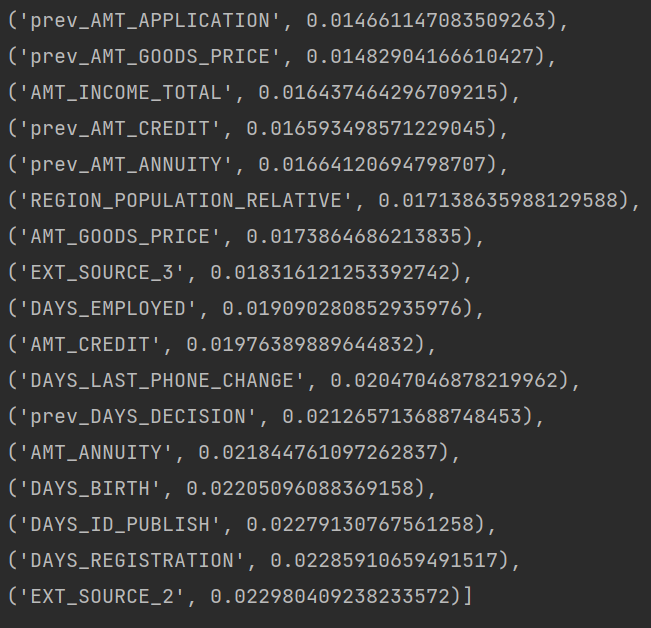 ('prev_AMT_APPLICATION', 0.014661147083509263),
('prev_AMT_GOODS_PRICE', 0.01482904166610427),
('AMT_INCOME_TOTAL', 0.016437464296709215),
('prev_AMT_CREDIT', 0.016593498571229045),
('prev_AMT_ANNUITY', 0.01664120694798707),
('REGION_POPULATION_RELATIVE', 0.017138635988129588),
('AMT_GOODS_PRICE', 0.01738646862138​35),
('EXT_SOURCE_3', 0.018316121253392742),
('DAYS_EMPLOYED', 0.019090280852935976),
('AMT_CREDIT', 0.01976389889644832),
('DAYS_LAST_PHONE_CHANGE', 0.02047046878219962),
('prev_DAYS_DECISION', 0.021265713688748453),
('AMT_ANNUITY', 0.021844761097262837),
('DAYS_BIRTH', 0.02205096088369158),
('DAYS_ID_PUBLISH', 0.02279130767561258),
('DAYS_REGISTRATION', 0.02285910659491517),
('EXT_SOURCE_2', 0.022980409238233572)]